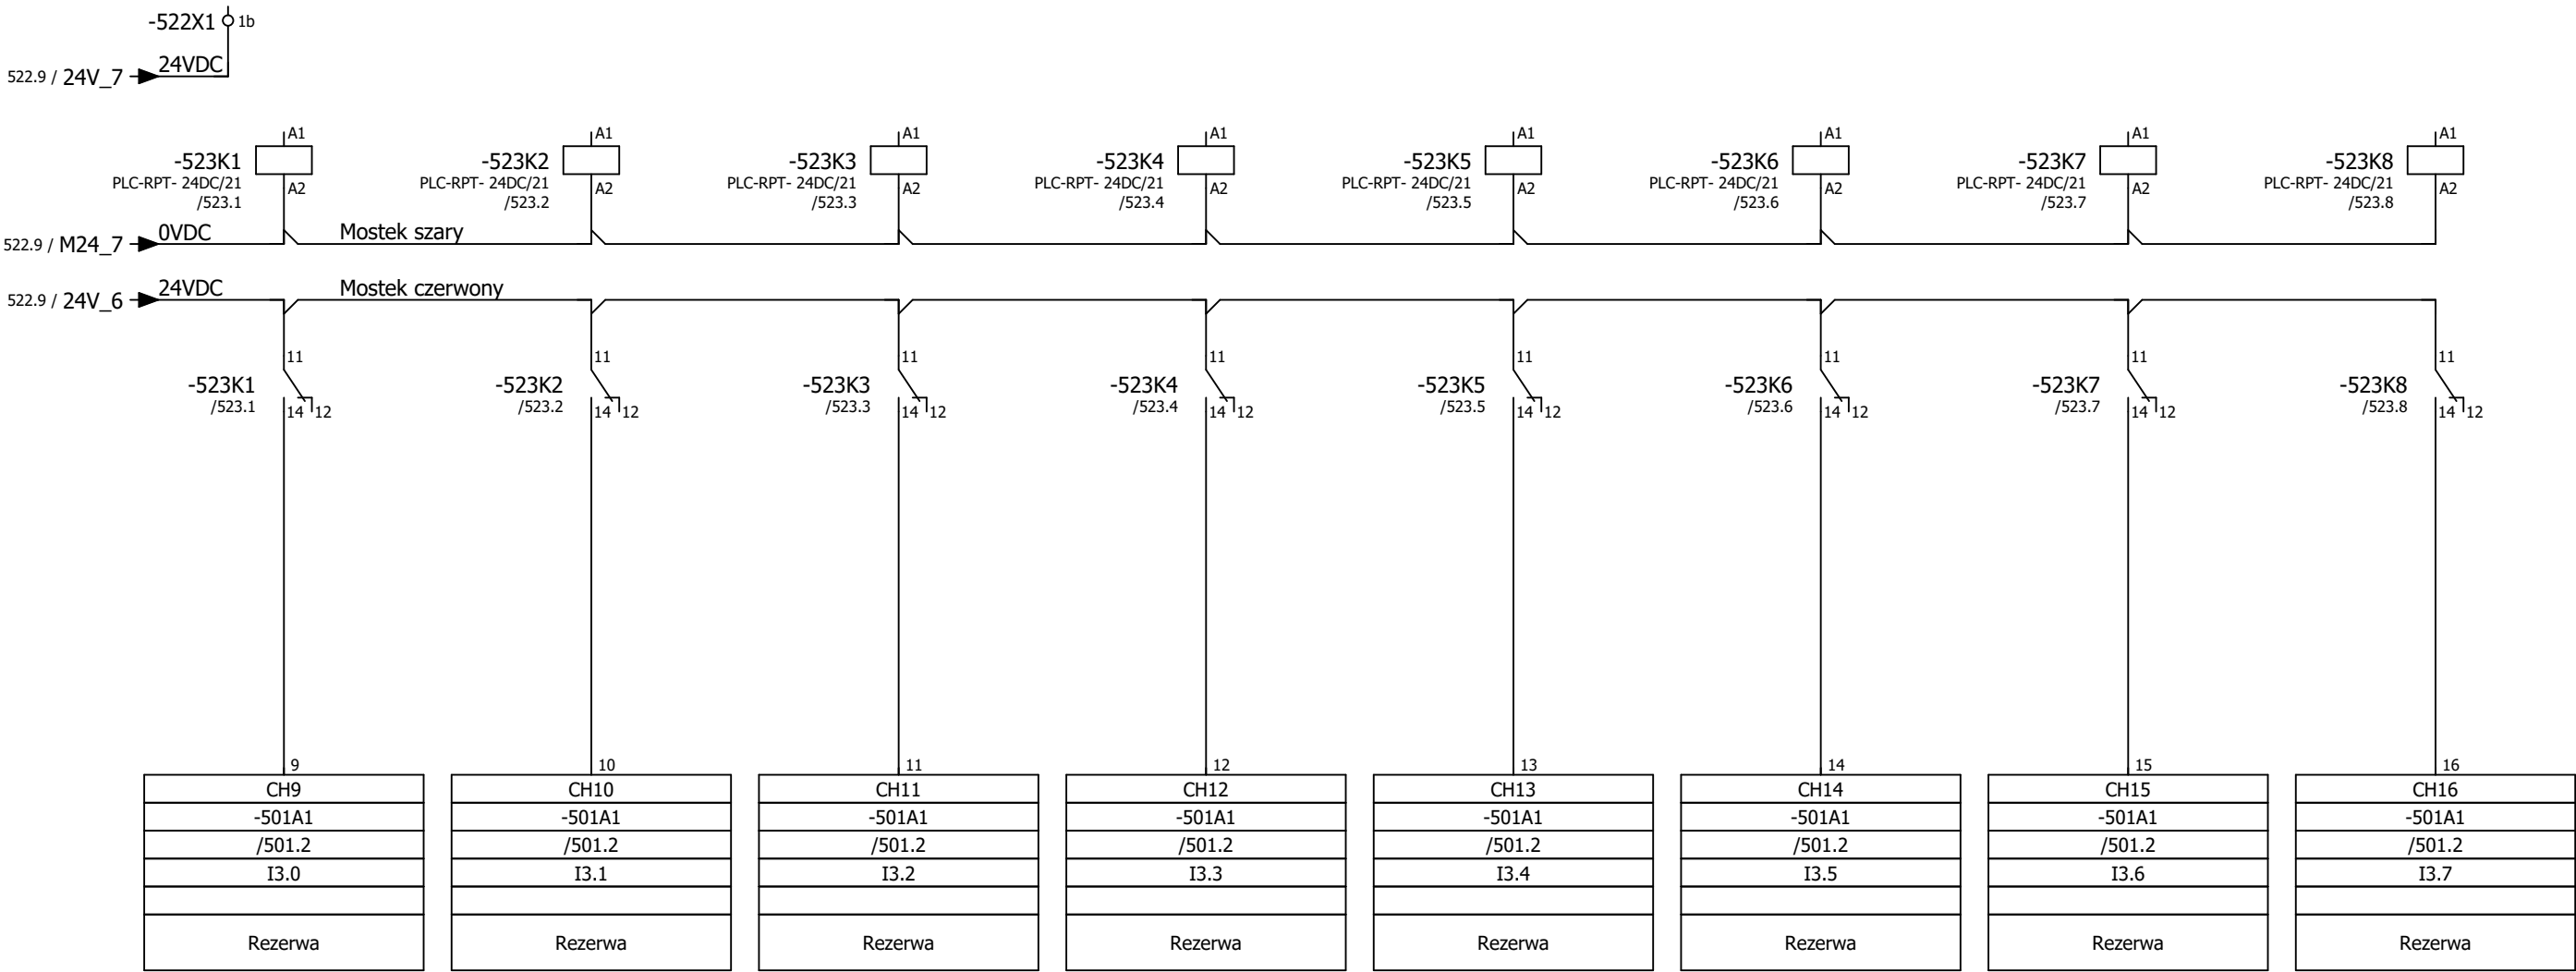 -522X1 1b
522.9 / 24V_7 24VDC
A1 A1 A1 A1 A1 A1 A1 A1
-523K1 -523K2 -523K3 -523K4 -523K5 -523K6 -523K7 -523K8
PLC-RPT- 24DC/21 PLC-RPT- 24DC/21 PLC-RPT- 24DC/21 PLC-RPT- 24DC/21 PLC-RPT- 24DC/21 PLC-RPT- 24DC/21 PLC-RPT- 24DC/21 PLC-RPT- 24DC/21
A2 A2 A2 A2 A2 A2 A2 A2
/523.1 /523.2 /523.3 /523.4 /523.5 /523.6 /523.7 /523.8
522.9 / M24_7 0VDC Mostek szary
522.9 / 24V_6 24VDC Mostek czerwony
11 11 11 11 11 11 11 11
-523K1 -523K2 -523K3 -523K4 -523K5 -523K6 -523K7 -523K8
/523.1 /523.2 /523.3 /523.4 /523.5 /523.6 /523.7 /523.8
14 12 14 12 14 12 14 12 14 12 14 12 14 12 14 12
9 10 11 12 13 14 15 16
CH9 CH10 CH11 CH12 CH13 CH14 CH15 CH16
-501A1 -501A1 -501A1 -501A1 -501A1 -501A1 -501A1 -501A1
/501.2 /501.2 /501.2 /501.2 /501.2 /501.2 /501.2 /501.2
I3.0 I3.1 I3.2 I3.3 I3.4 I3.5 I3.6 I3.7
Rezerwa Rezerwa Rezerwa Rezerwa Rezerwa Rezerwa Rezerwa Rezerwa